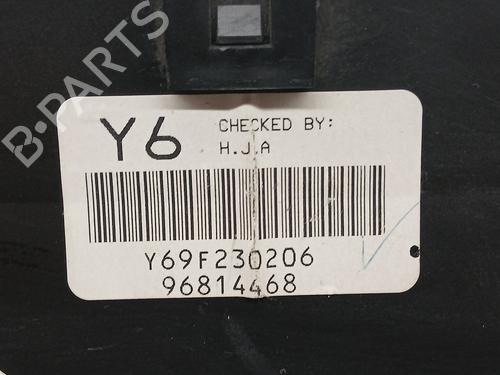 B-PARTS
Y6
CHECKED BY:
H.J.A
Y69F230206
96814468